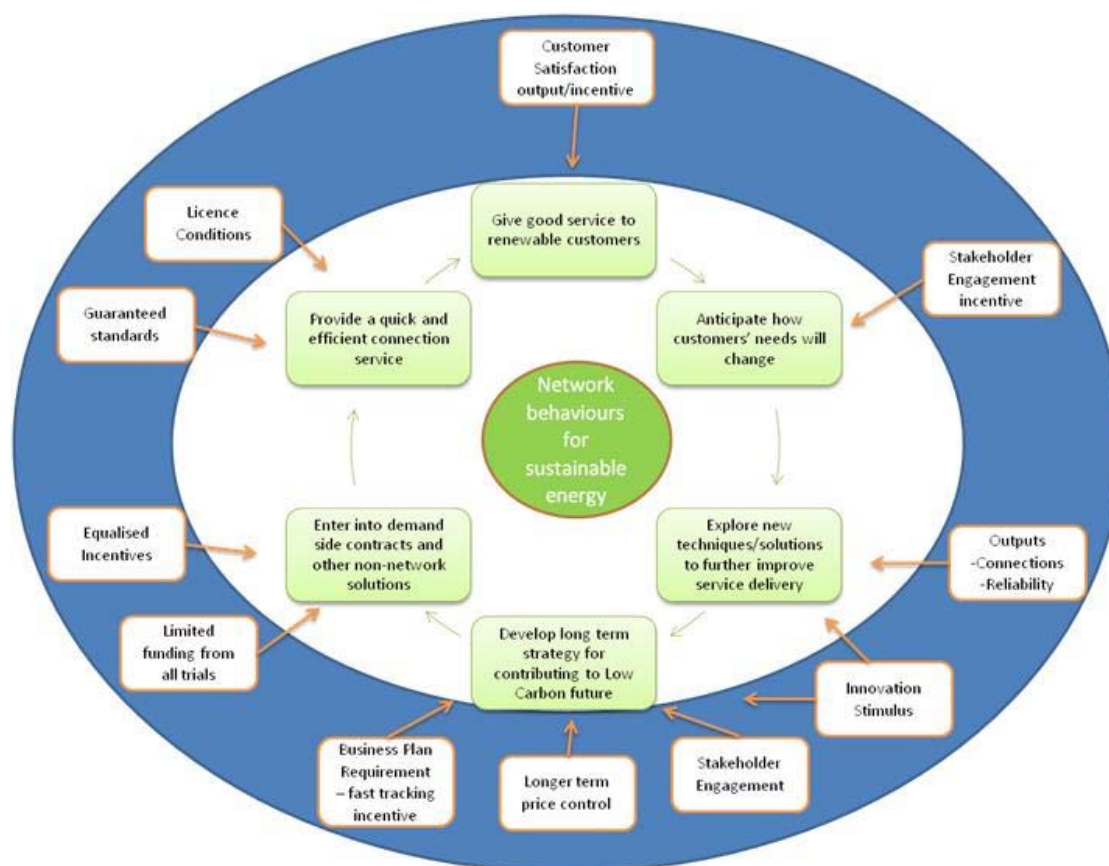 Customer
Satisfaction
output/incentive
Licence
Conditions
Give good service to
renewable customers
Stakeholder
Engagement
incentive
Guaranteed
standards
Provide a quick and
efficient connection
service
Anticipate how
customers' needs will
change
Network
behaviours
for
sustainable
energy
Equalised
Incentives
Enter into demand
side contracts and
other non-network
solutions
Explore new
techniques/solutions
to further improve
service delivery
Outputs
-Connections
-Reliability
Limited
funding from
all trials
Develop long term
strategy for
contributing to Low
Carbon future
Innovation
Stimulus
Business Plan
Requirement
– fast tracking
incentive
Longer term
price control
Stakeholder
Engagement